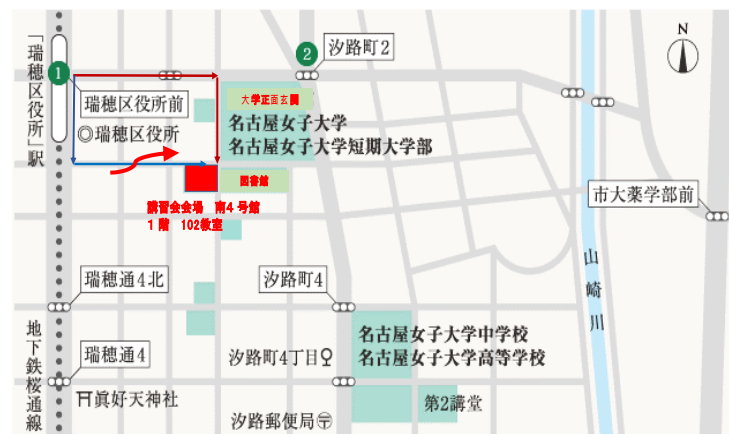 「瑞穂区役所」駅
1
瑞穂区役所前
◎瑞穂区役所
2
汐路町2
N
大学正面玄関
名古屋女子大学
名古屋女子大学短期大学部
図書館
講習会会場　南4 号館
1 階　102教室
市大薬学部前
山崎川
瑞穂通4北
汐路町4
地下鉄桜通線
瑞穂通4
汐路町4丁目
名古屋女子大学中学校
名古屋女子大学高等学校
眞好天神社
第2講堂
汐路郵便局〒